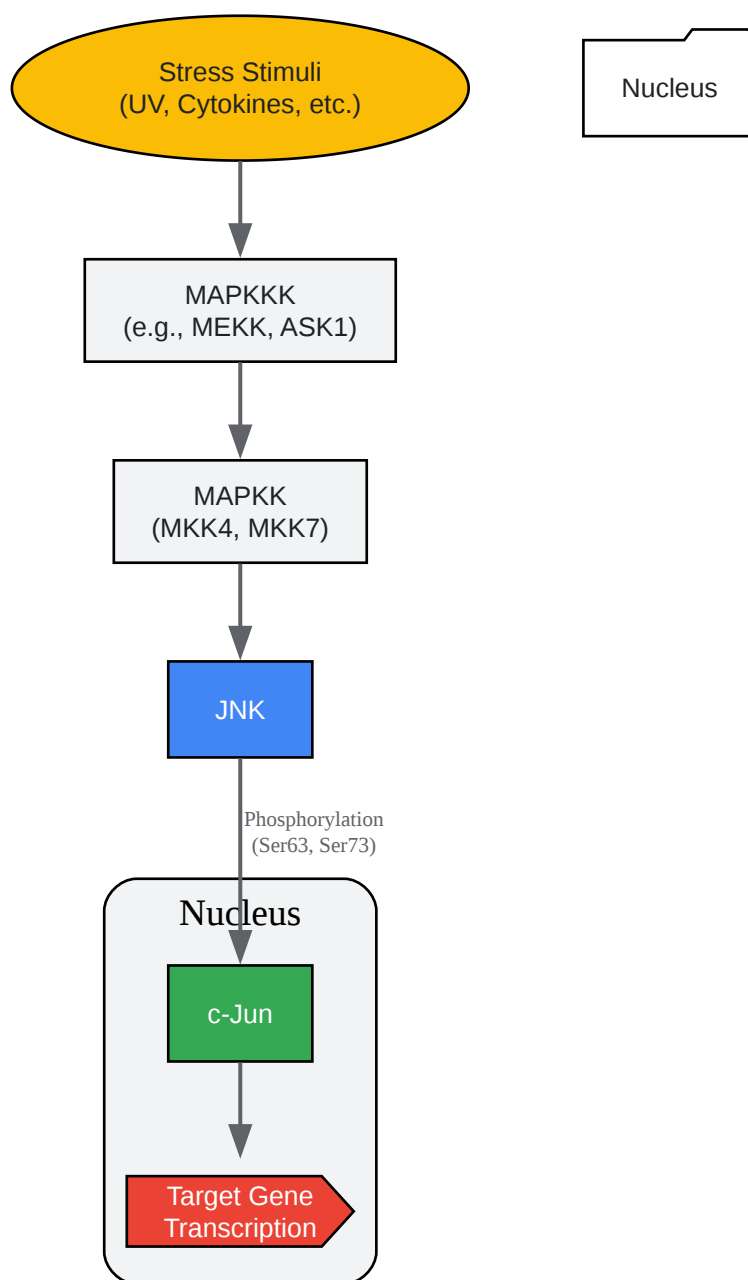 Stress Stimuli
(UV, Cytokines, etc.)
Nucleus
MAPKKK
(e.g., MEKK, ASK1)
MAPKK
(MKK4, MKK7)
JNK
Phosphorylation
(Ser63, Ser73)
Nucleus
c-Jun
Target Gene
Transcription